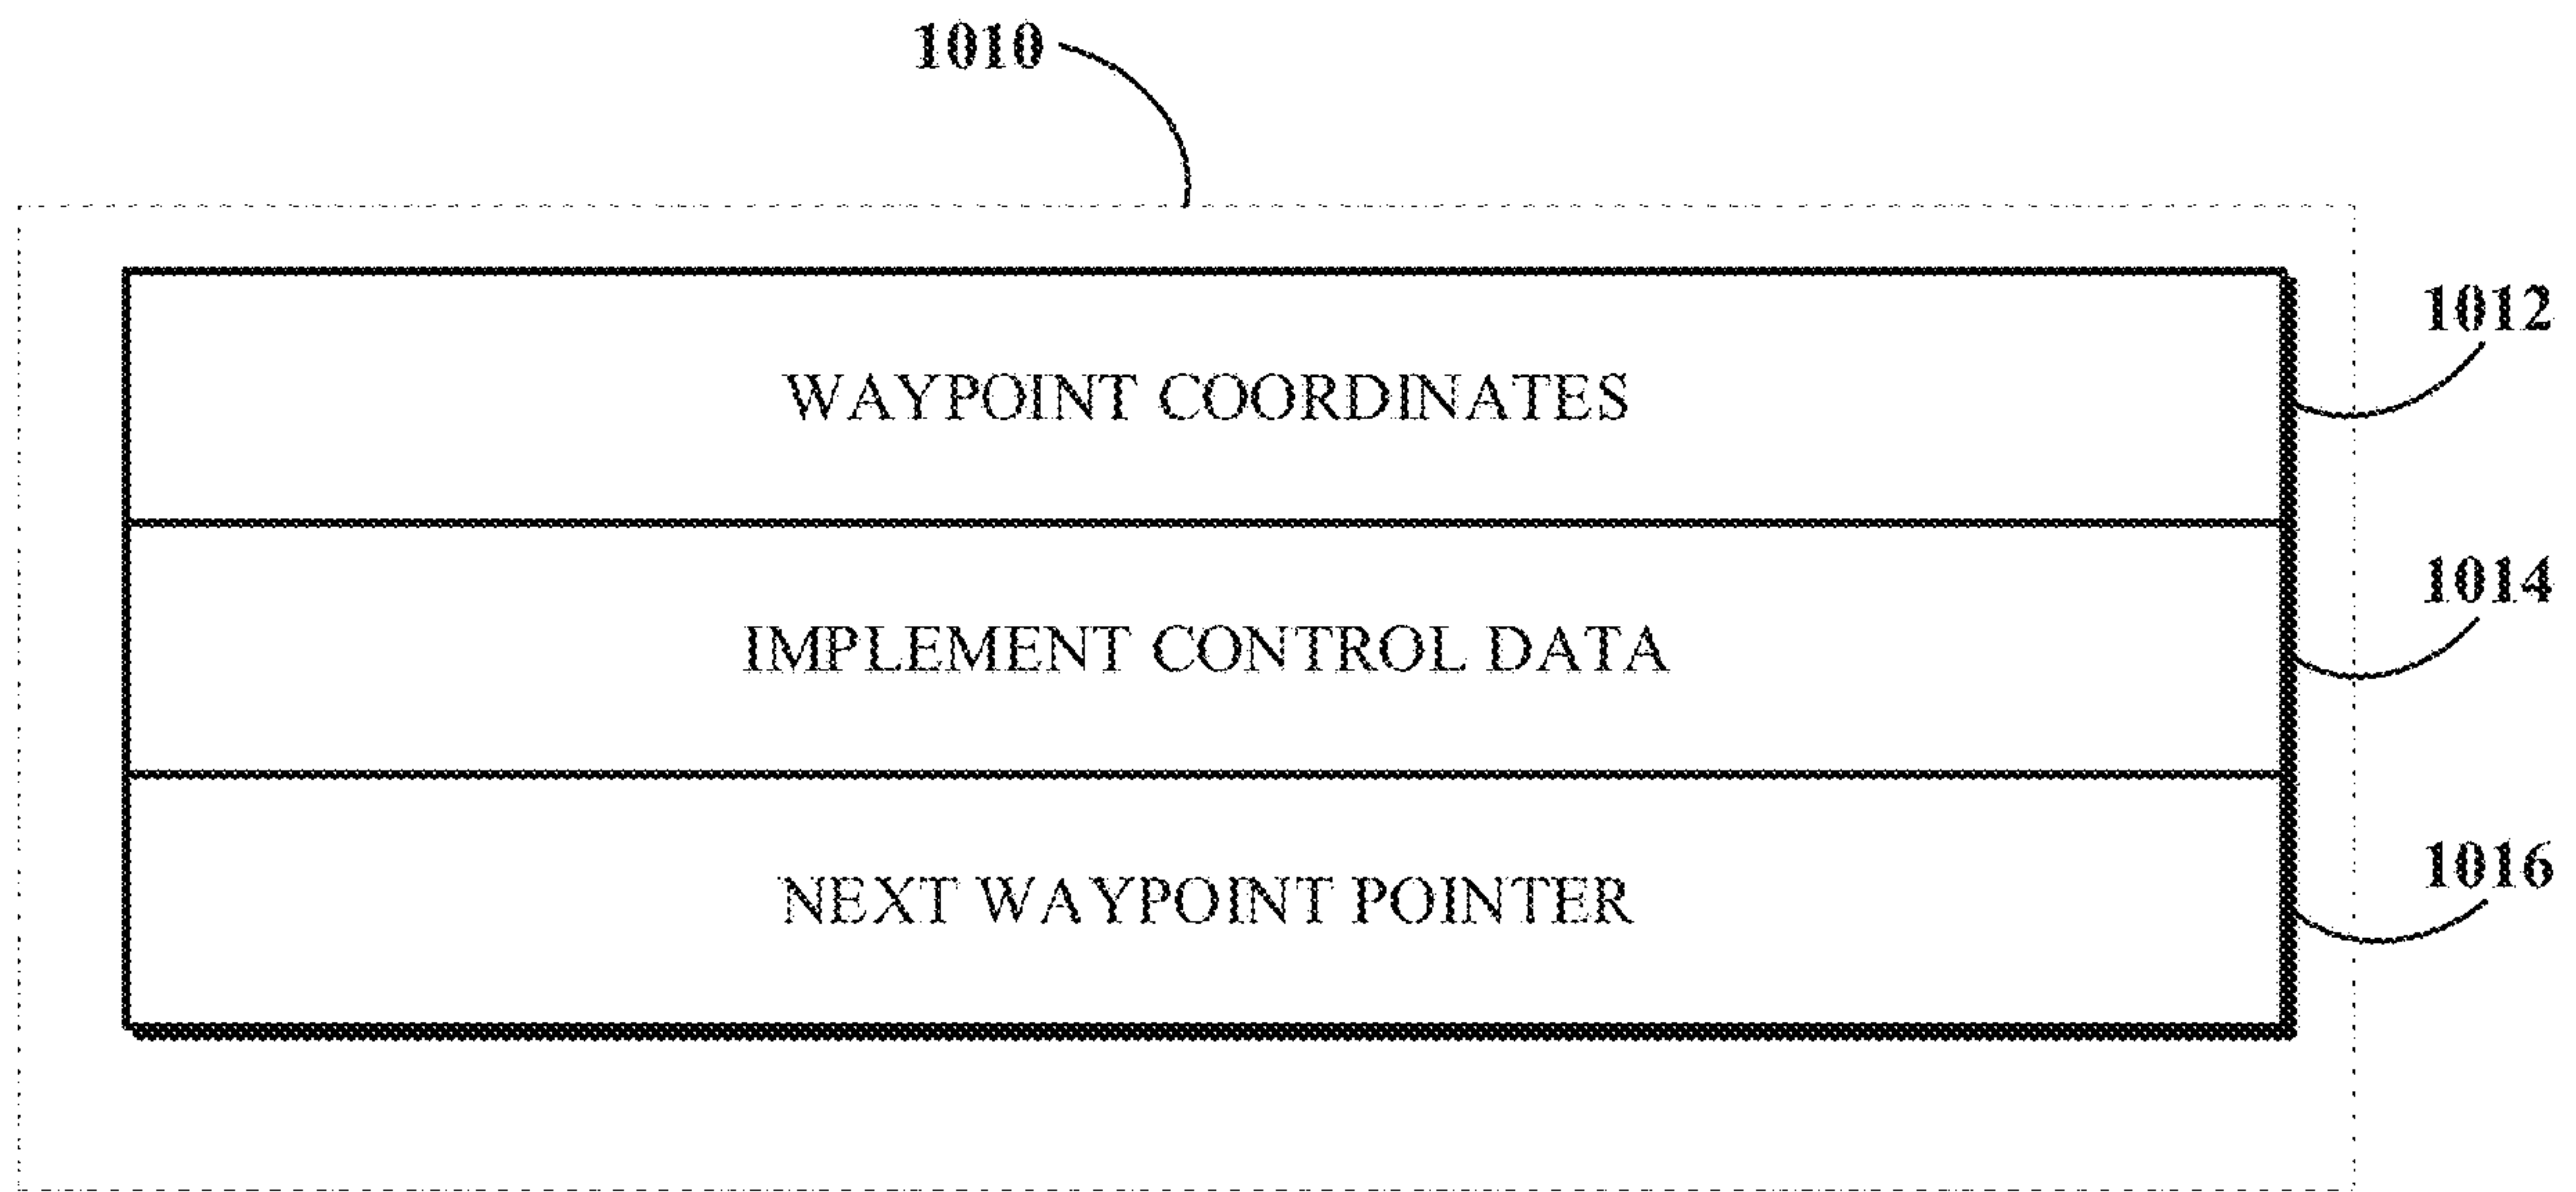 1010
1012
WAYPOINT COORDINATES
1014
IMPLEMENT CONTROL DATA
1016
NEXT WAYPOINT POINTER